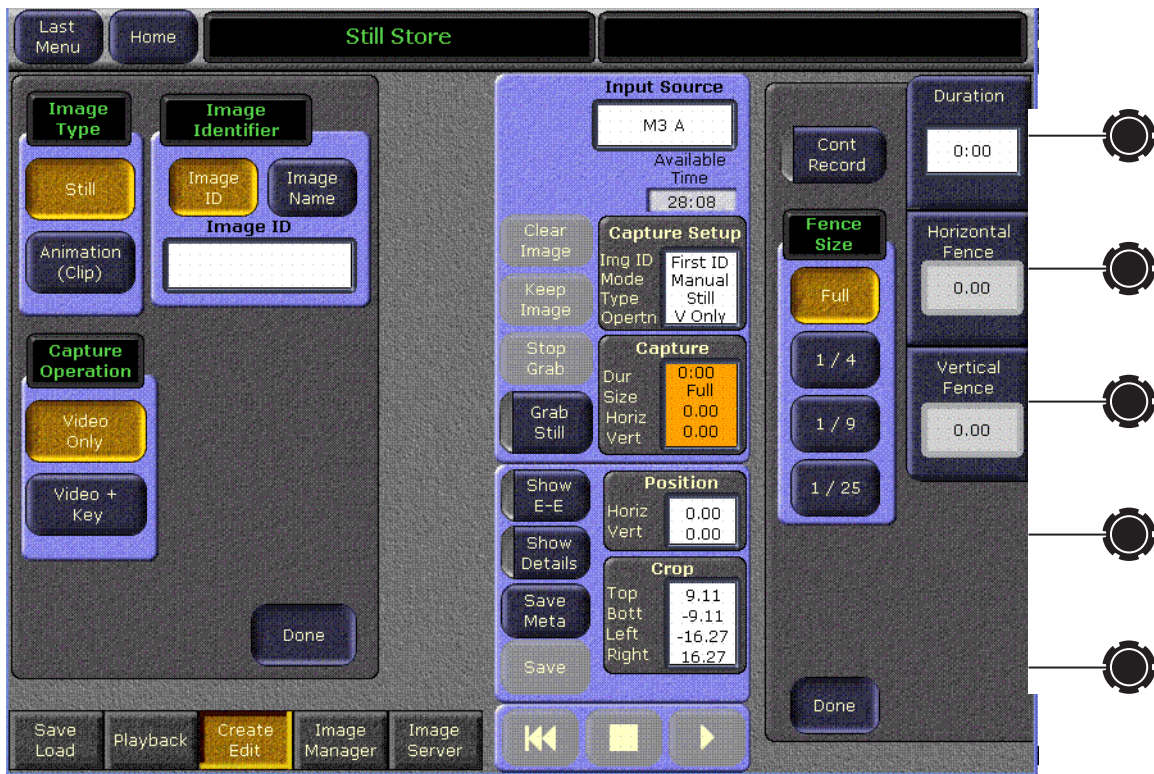 Last
Menu
Home
Still Store
Image
Type
Still
Animation
(Clip)
Image
Identifier
Image
ID
Image
Name
Image ID
Capture
Operation
Video
Only
Video +
Key
Done
Input Source
M3 A
Available
Time
28:08
Clear
Image
Keep
Image
Stop
Grab
Grab
Still
Capture Setup
Img ID First ID
Mode Manual
Type Still
Opertn V Only
Capture
Dur 0:00
Size Full
Horiz 0.00
Vert 0.00
Show
E-E
Show
Details
Save
Meta
Save
Position
Horiz 0.00
Vert 0.00
Crop
Top 9.11
Bott -9.11
Left -16.27
Right 16.27
Cont
Record
Fence
Size
Full
1 / 4
1 / 9
1 / 25
Done
Duration
0:00
Horizontal
Fence
0.00
Vertical
Fence
0.00
Save
Load
Playback
Create
Edit
Image
Manager
Image
Server